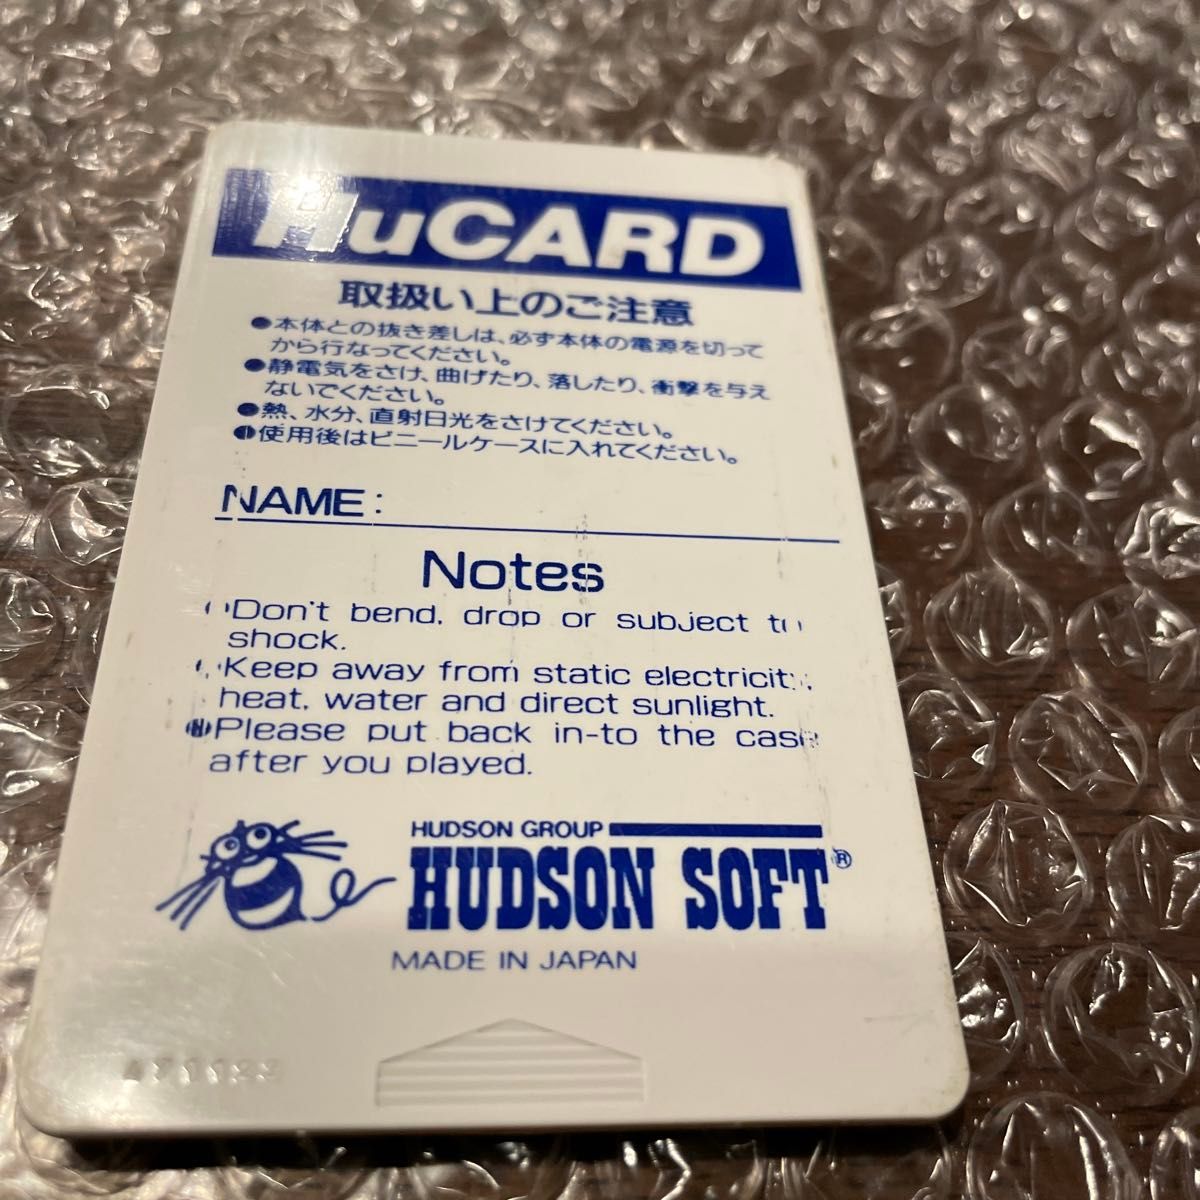 HuCARD
取扱い上のご注意
●本体との抜き差しは、必ず本体の電源を切って
から行なってください。
●静電気をさけ、曲げたり、落したり、衝撃を与え
ないでください。
●熱、水分、直射日光をさけてください。
●使用後はビニールケースに入れてください。
NAME:
Notes
Don't bend, drop or subject to
shock.
Keep away from static electricity,
heat, water and direct sunlight.
Please put back in-to the case
after you played.
HUDSON GROUP
HUDSON SOFT®
MADE IN JAPAN